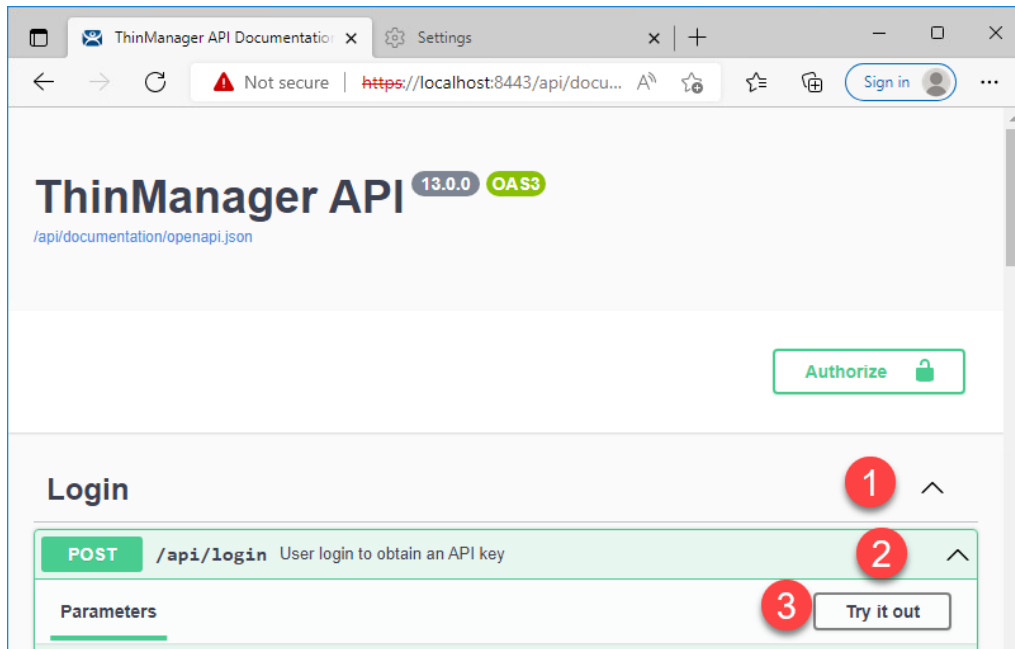 ThinManager API Documentation
Settings
Not secure | https://localhost:8443/api/docu...
Sign in
ThinManager API 13.0.0 OAS3
/api/documentation/openapi.json
Authorize
Login
1
POST /api/login User login to obtain an API key
2
Parameters
3
Try it out